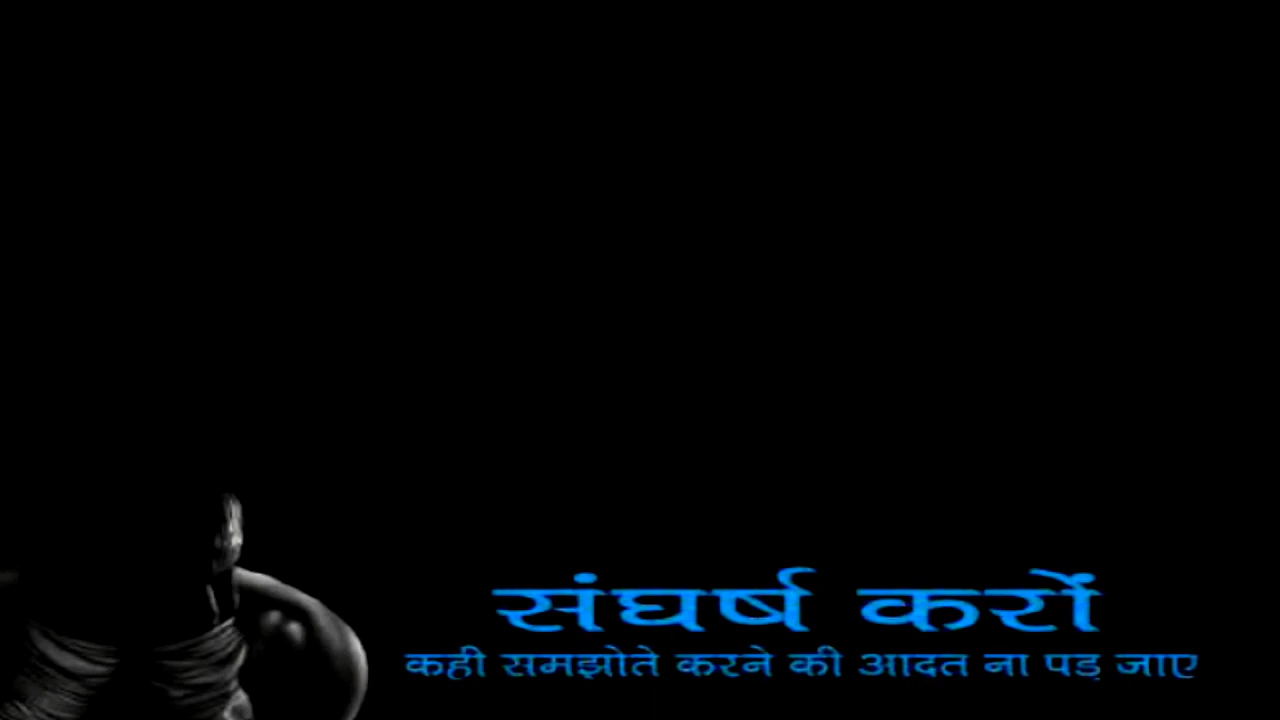 संघर्ष करों
कही समझोते करने की आदत ना पड़ जाए